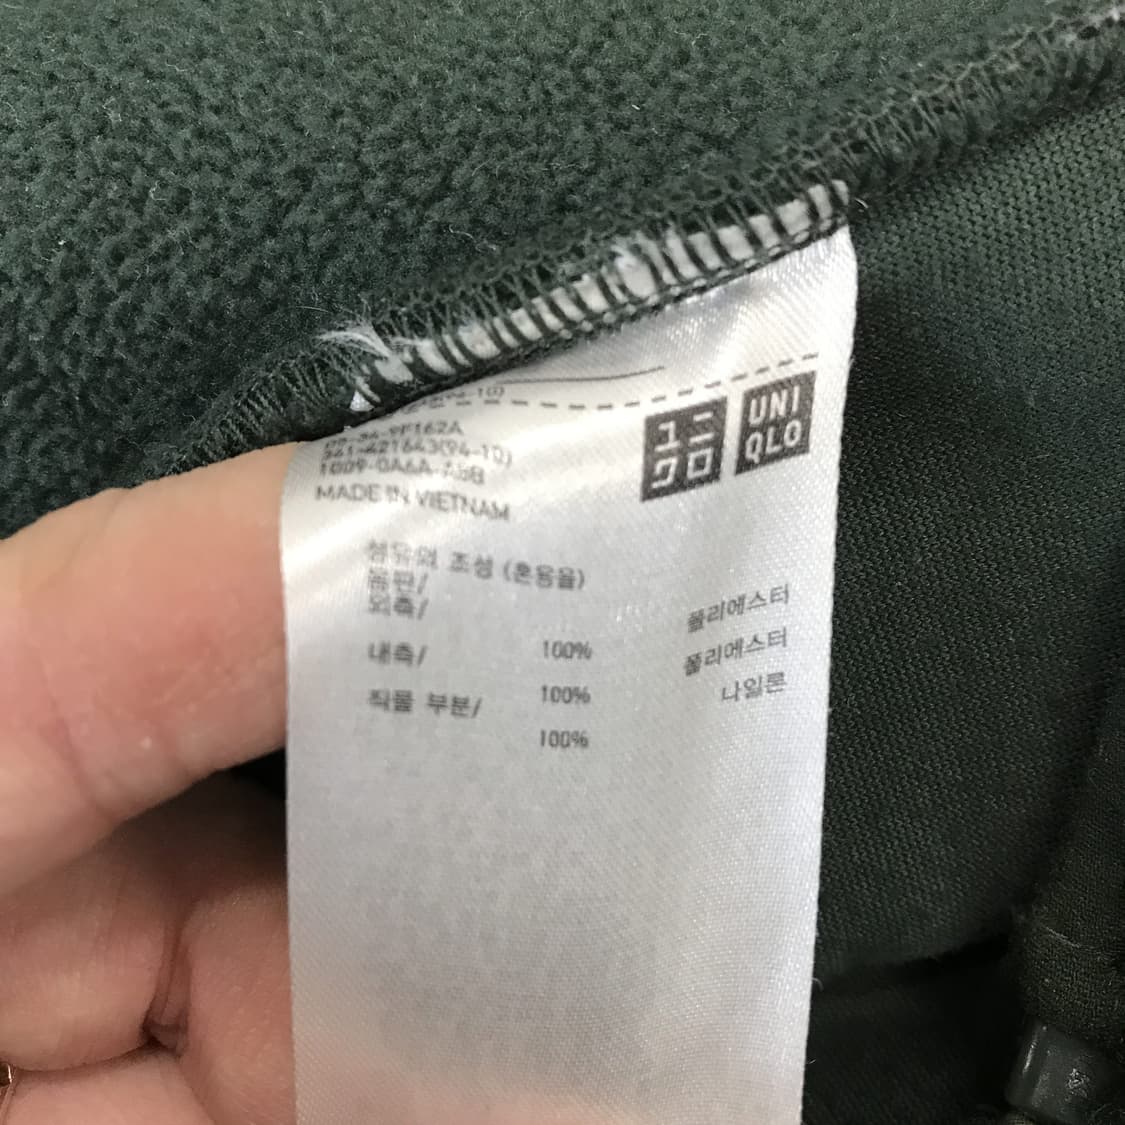 ユニ
クロ
UNI
QLO
341-421643(94-10)
MADE IN VIETNAM
섬유의 조성 (혼용율)
몸판/
외측/ 100% 폴리에스터
내측/ 100% 폴리에스터
직물 부분/ 100% 나일론